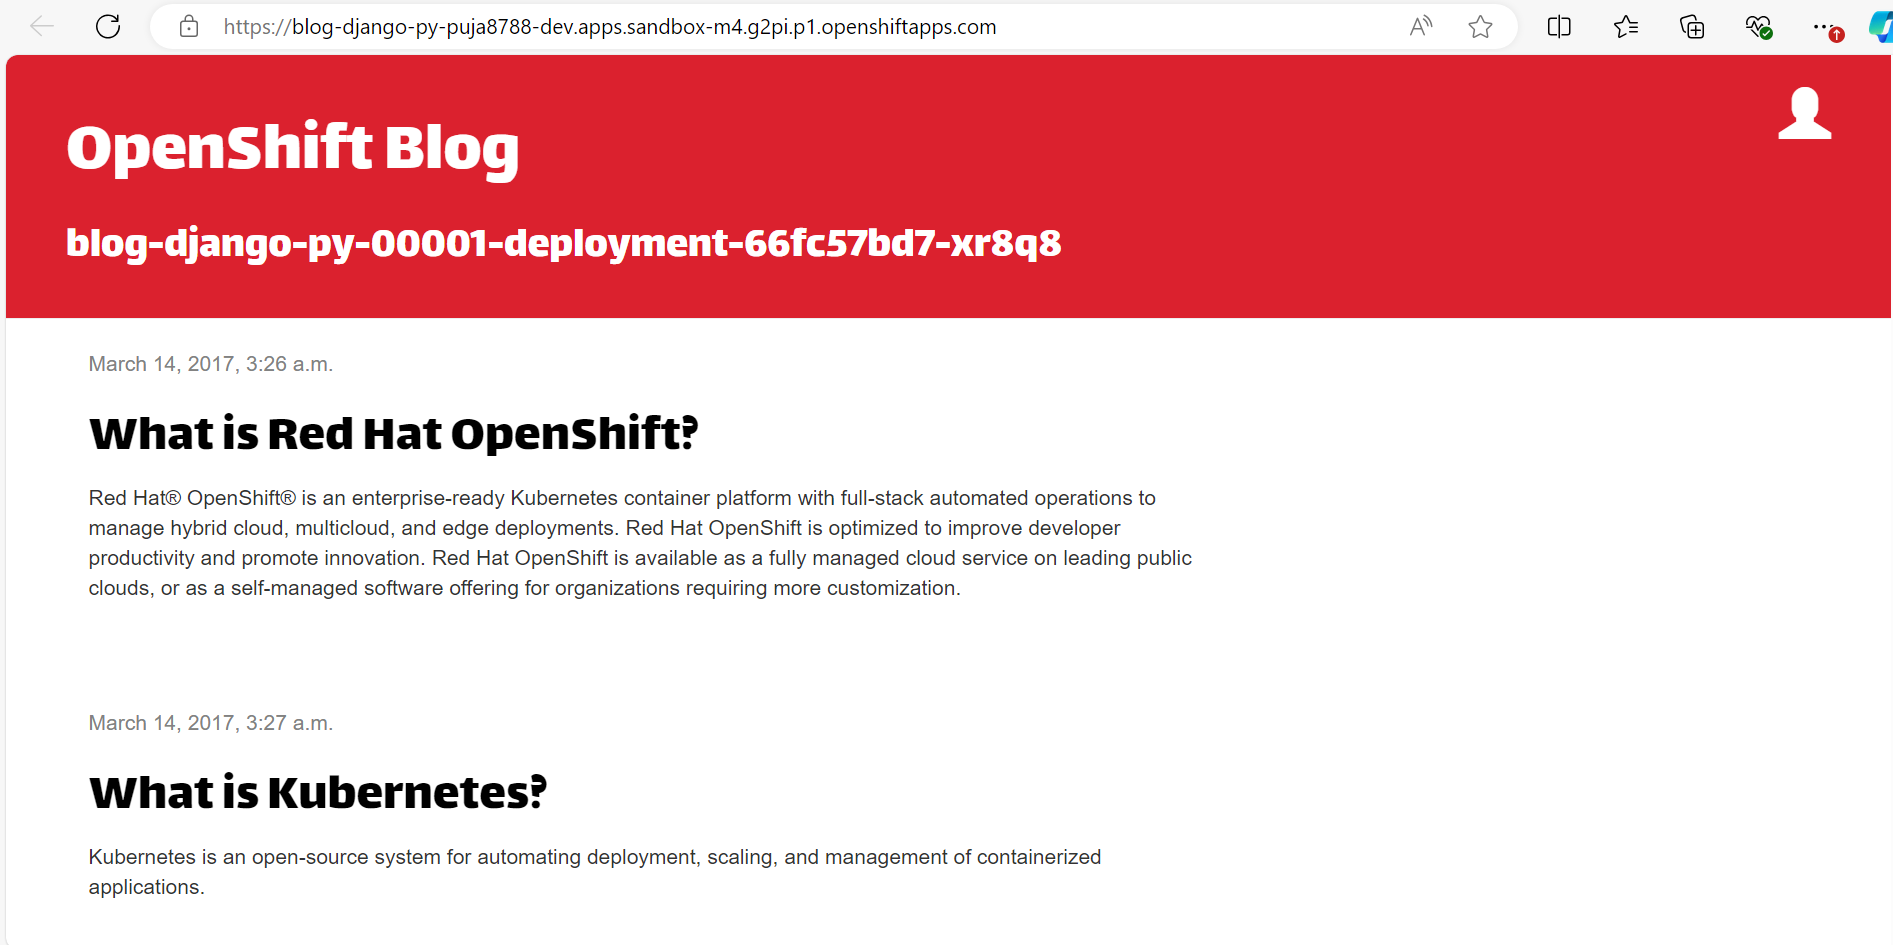 https://blog-django-py-puja8788-dev.apps.sandbox-m4.g2pi.p1.openshiftapps.com
OpenShift Blog
blog-django-py-00001-deployment-66fc57bd7-xr8q8
March 14, 2017, 3:26 a.m.
What is Red Hat OpenShift?
Red Hat® OpenShift® is an enterprise-ready Kubernetes container platform with full-stack automated operations to
manage hybrid cloud, multicloud, and edge deployments. Red Hat OpenShift is optimized to improve developer
productivity and promote innovation. Red Hat OpenShift is available as a fully managed cloud service on leading public
clouds, or as a self-managed software offering for organizations requiring more customization.
March 14, 2017, 3:27 a.m.
What is Kubernetes?
Kubernetes is an open-source system for automating deployment, scaling, and management of containerized
applications.